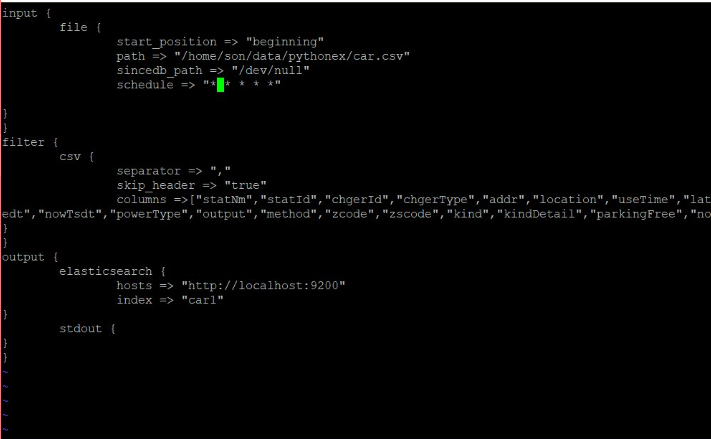 input {
        file {
                start_position => "beginning"
                path => "/home/son/data/pythonex/car.csv"
                sincedb_path => "/dev/null"
                schedule => "* * * * *"

}
}
filter {
        csv {
                separator => ","
                skip_header => "true"
                columns =>["statNm","statId","chgerId","chgerType","addr","location","useTime","lat
edt","nowTsdt","powerType","output","method","zcode","zscode","kind","kindDetail","parkingFree","no
}
}
output {
        elasticsearch {
                hosts => "http://localhost:9200"
                index => "car1"
}
        stdout {
}
}
~
~
~
~
~